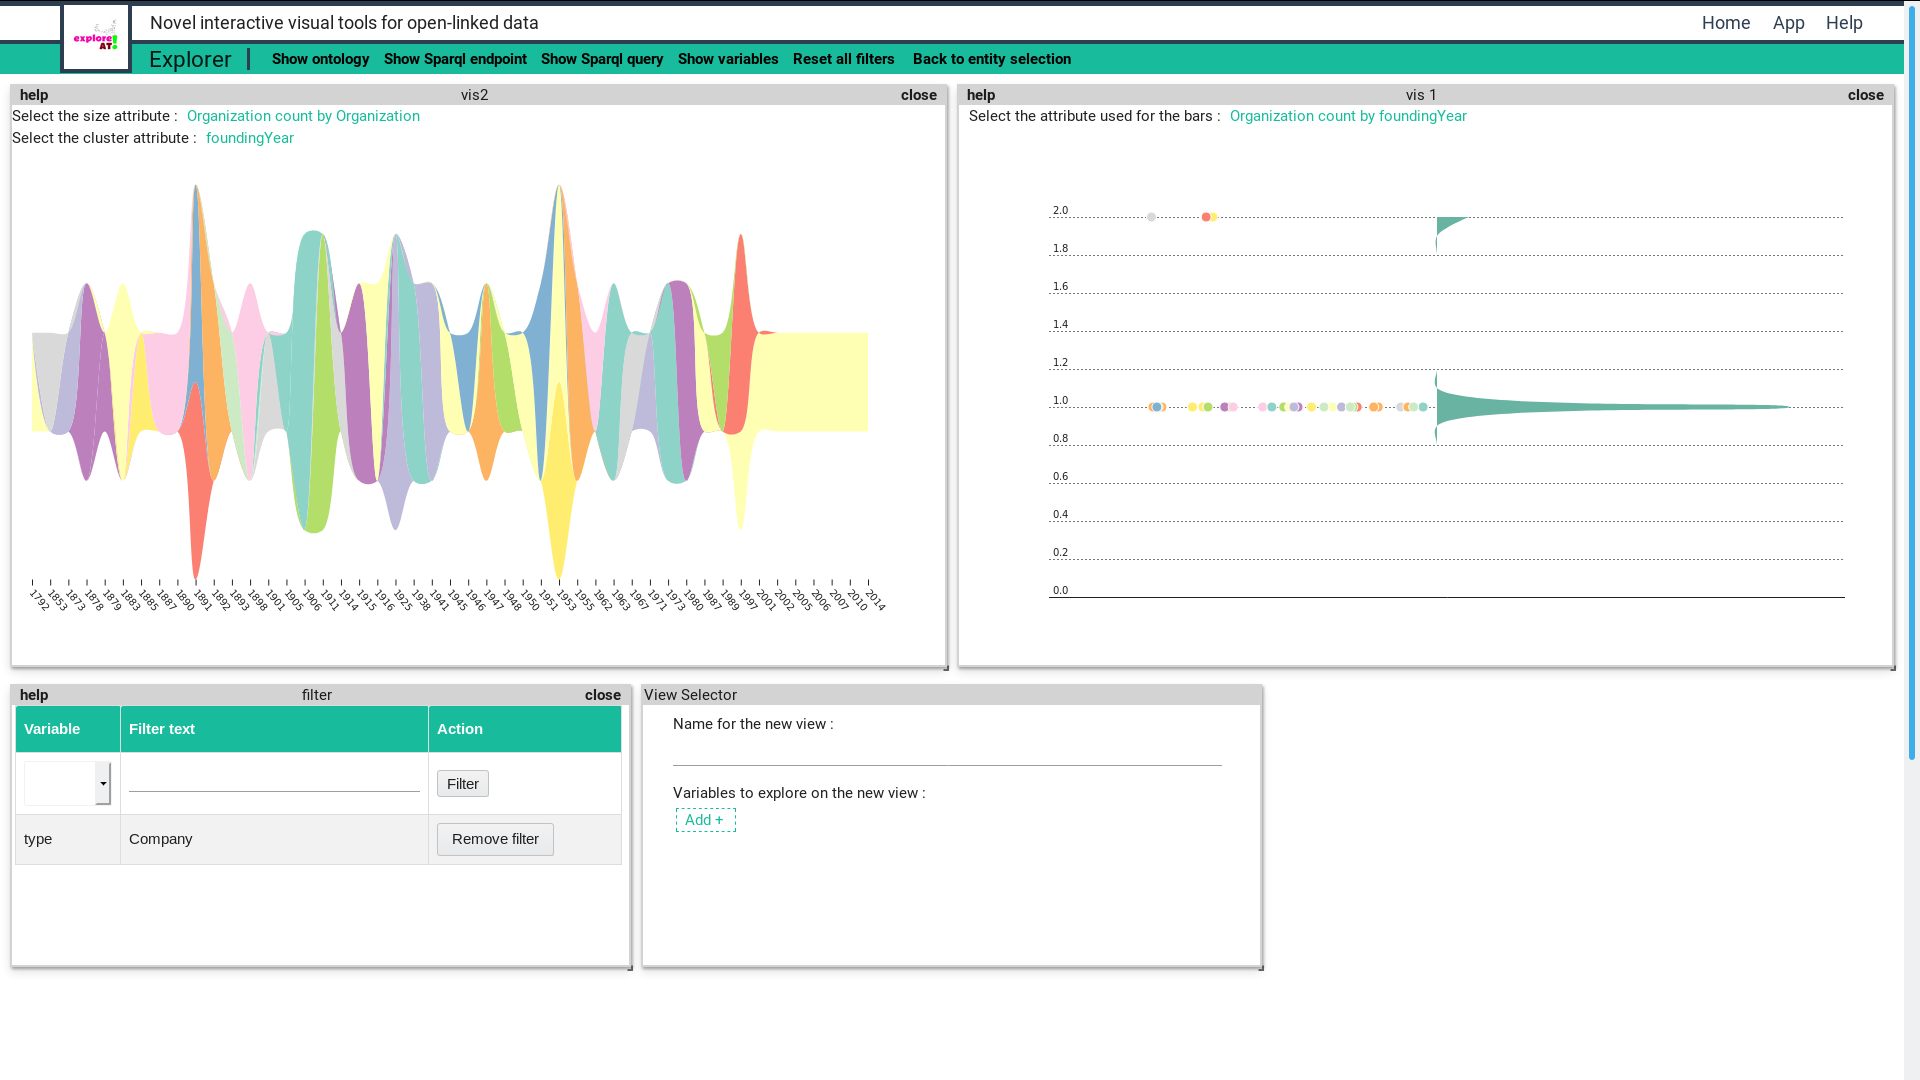 Novel interactive visual tools for open-linked data
Home App Help
explore
AT!
Explorer
Show ontology Show Sparql endpoint Show Sparql query Show variables Reset all filters Back to entity selection
help vis2 close
Select the size attribute : Organization count by Organization
Select the cluster attribute : foundingYear
1792 1853 1873 1878 1879 1883 1885 1887 1890 1891 1892 1893 1898 1901 1905 1906 1911 1914 1915 1916 1925 1938 1941 1945 1946 1947 1948 1950 1951 1953 1955 1962 1963 1967 1971 1973 1980 1987 1989 1997 2001 2002 2005 2006 2007 2010 2014
help vis 1 close
Select the attribute used for the bars : Organization count by foundingYear
2.0
1.8
1.6
1.4
1.2
1.0
0.8
0.6
0.4
0.2
0.0
help filter close
Variable Filter text Action
Filter
type Company Remove filter
View Selector
Name for the new view :
Variables to explore on the new view :
Add +